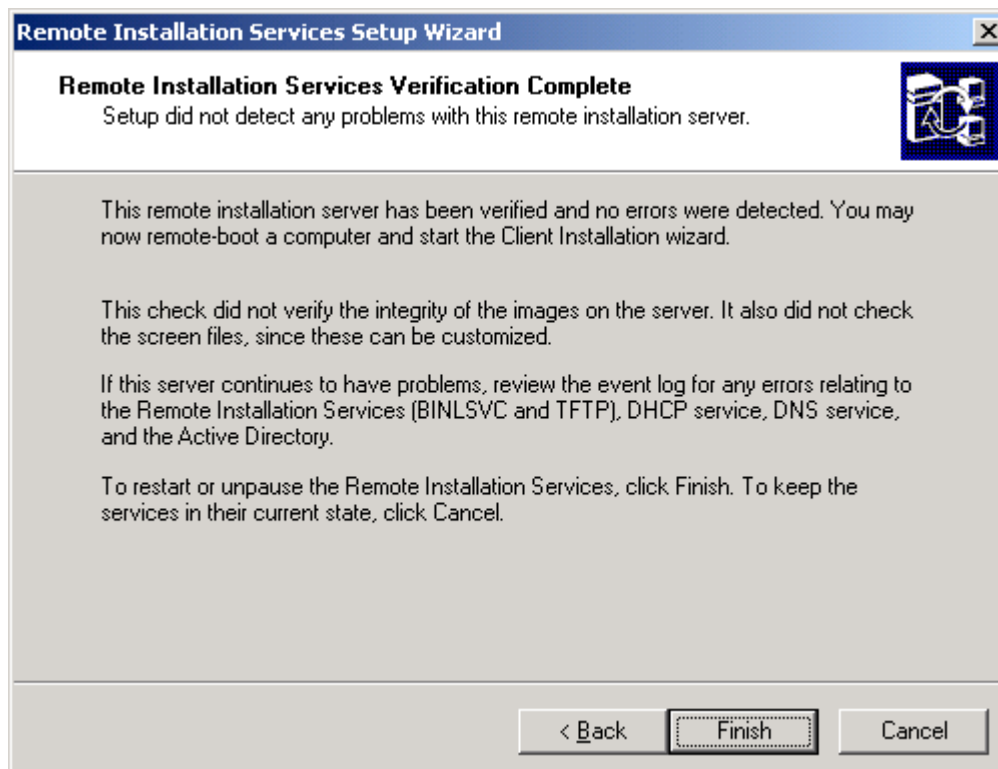 Remote Installation Services Setup Wizard
Remote Installation Services Verification Complete
Setup did not detect any problems with this remote installation server.
This remote installation server has been verified and no errors were detected. You may
now remote-boot a computer and start the Client Installation wizard.
This check did not verify the integrity of the images on the server. It also did not check
the screen files, since these can be customized.
If this server continues to have problems, review the event log for any errors relating to
the Remote Installation Services (BINLSVC and TFTP), DHCP service, DNS service,
and the Active Directory.
To restart or unpause the Remote Installation Services, click Finish. To keep the
services in their current state, click Cancel.
< Back Finish Cancel